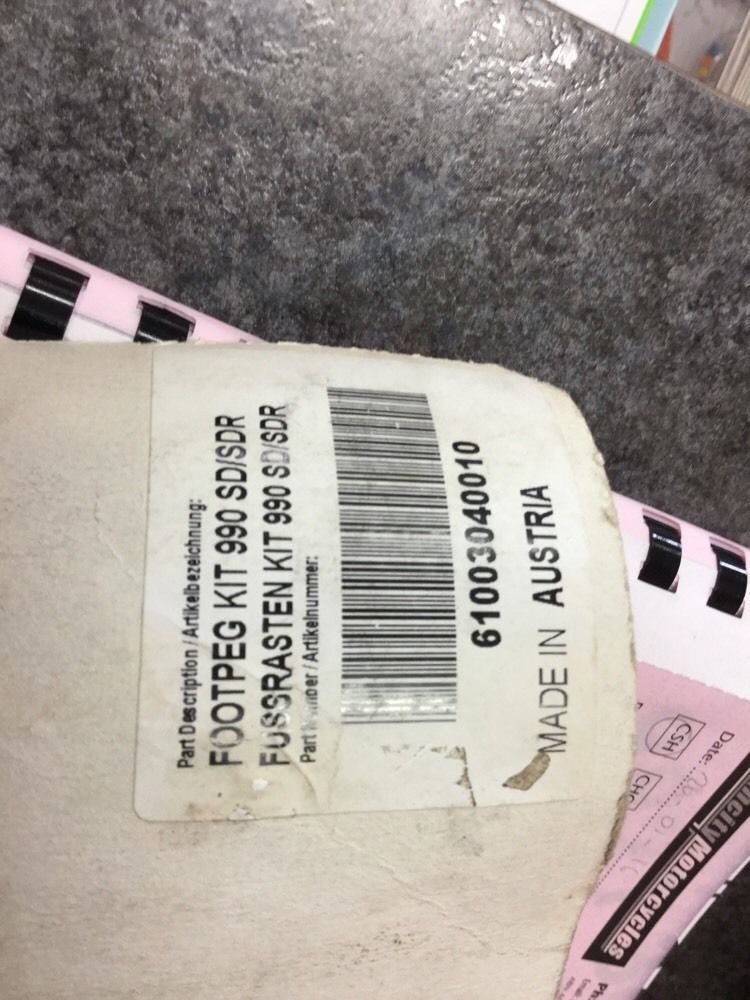 Part Description / Artikelbezeichnung:
FOOTPEG KIT 990 SD/SDR
FUSSRASTEN KIT 990 SD/SDR
Part Number / Artikelnummer:
61003040010
MADE IN AUSTRIA
Date:
CSH
Motorcycles